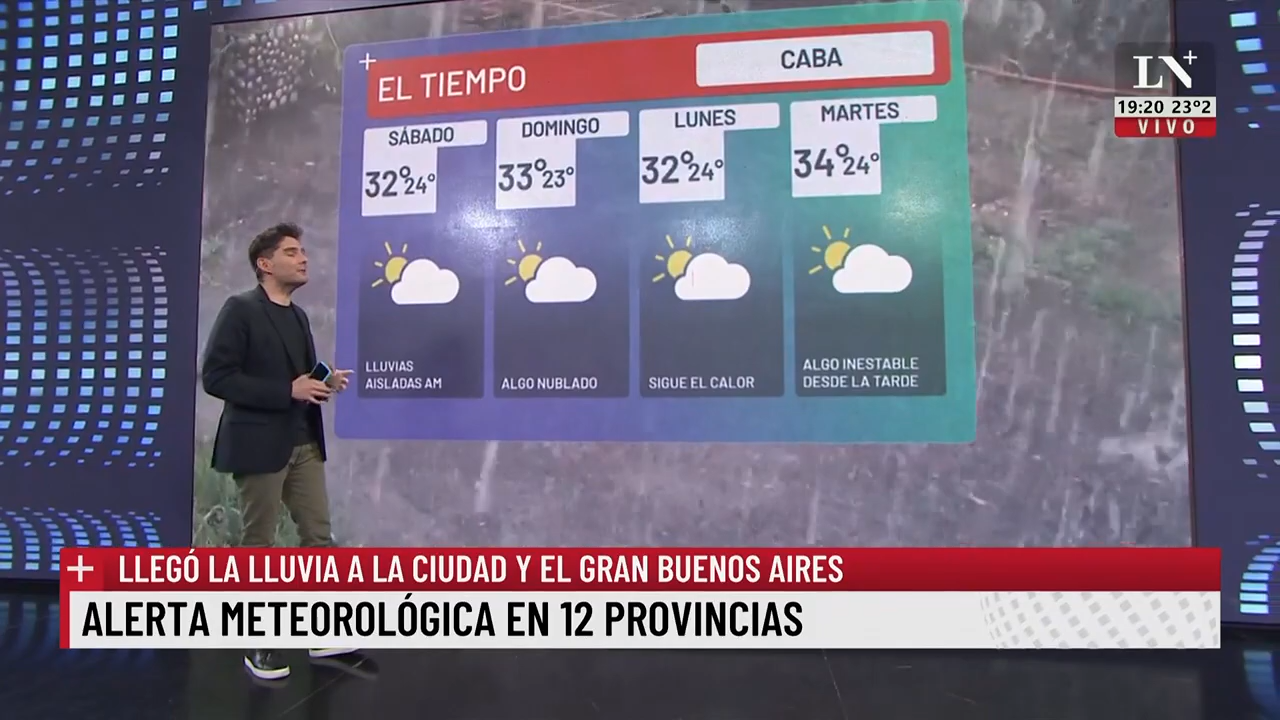 EL TIEMPO
CABA
SÁBADO
32° 24°
LLUVIAS
AISLADAS AM
DOMINGO
33° 23°
ALGO NUBLADO
LUNES
32° 24°
SIGUE EL CALOR
MARTES
34° 24°
ALGO INESTABLE
DESDE LA TARDE
LN+
19:20 23º2
VIVO
LLEGÓ LA LLUVIA A LA CIUDAD Y EL GRAN BUENOS AIRES
ALERTA METEOROLÓGICA EN 12 PROVINCIAS